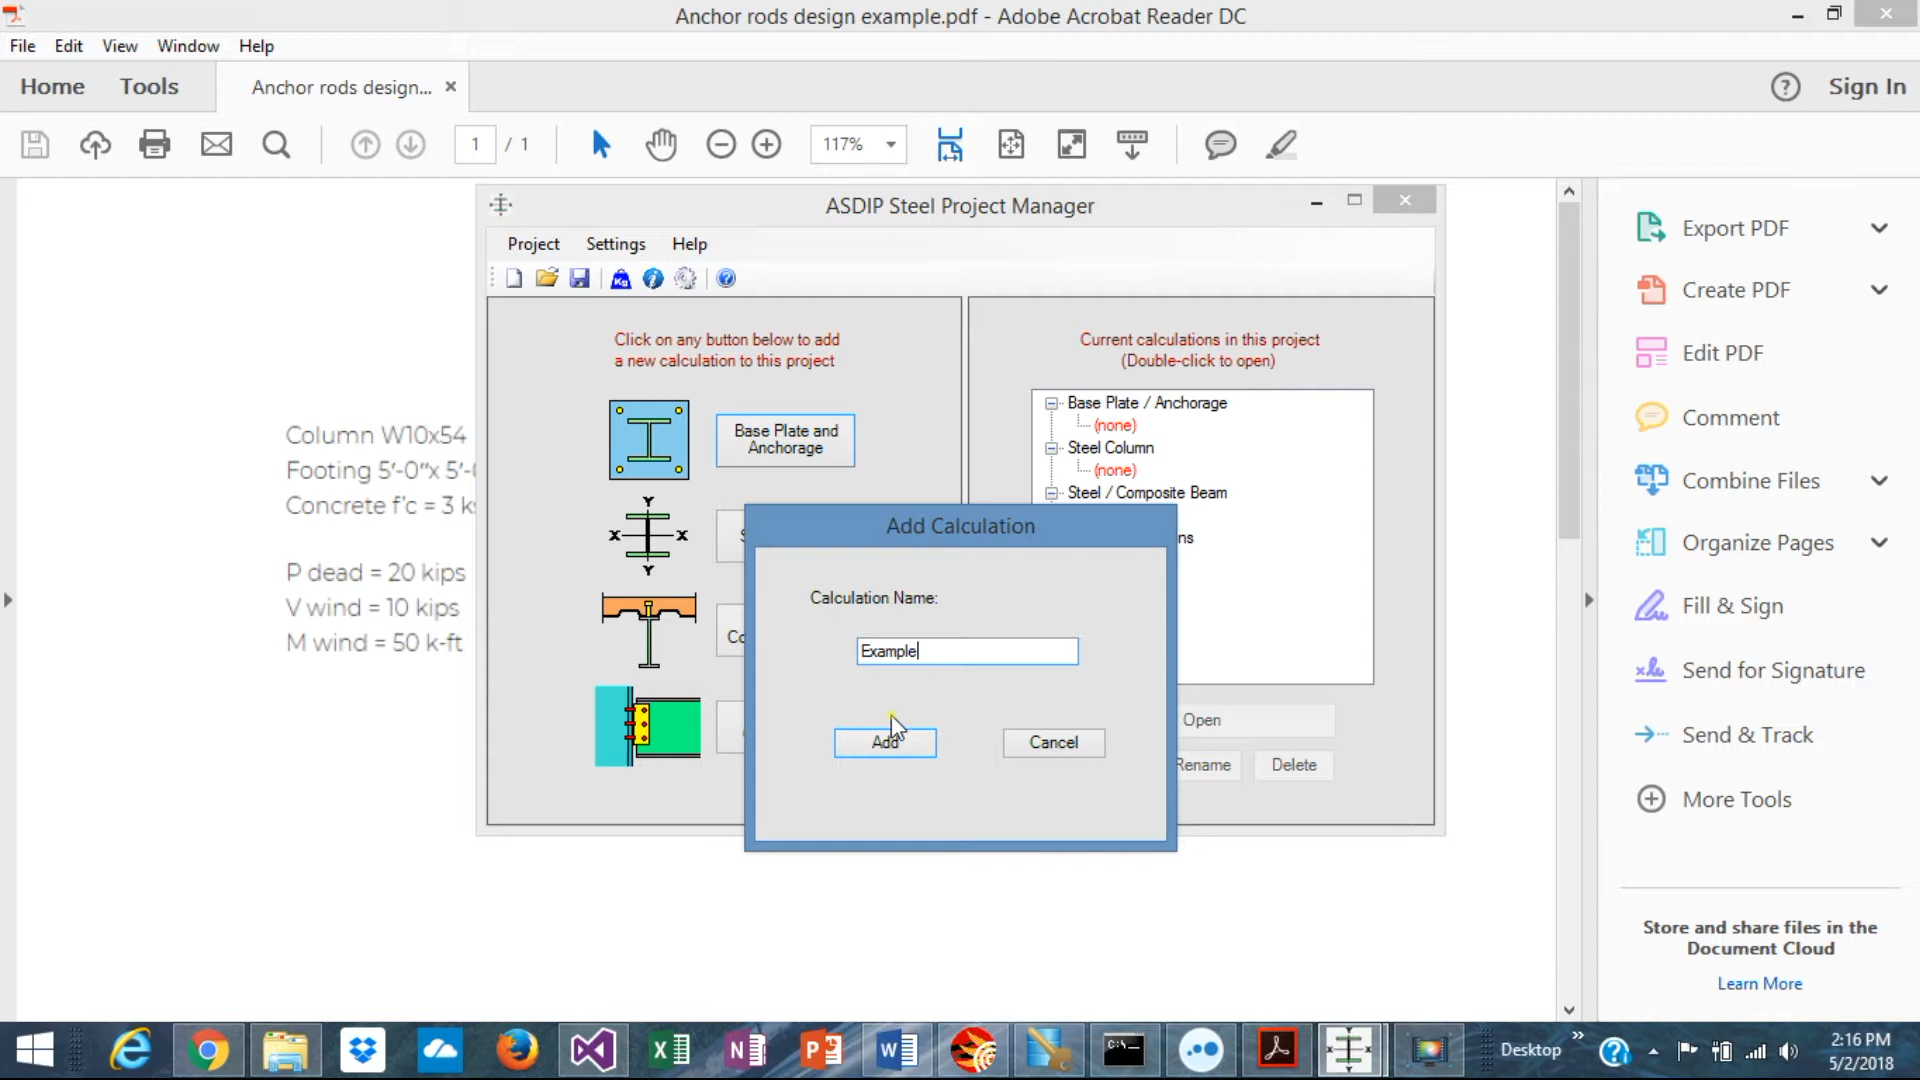 Anchor rods design example.pdf - Adobe Acrobat Reader DC
File Edit View Window Help
Home Tools Anchor rods design... × Sign In
1 / 1 117%
ASDIP Steel Project Manager
Project Settings Help
Kg
Click on any button below to add
a new calculation to this project
Current calculations in this project
(Double-click to open)
Base Plate and
Anchorage
Base Plate / Anchorage
(none)
Steel Column
(none)
Steel / Composite Beam
ns
Y
X X
Y
S
Co
Column W10x54
Footing 5'-0"x 5'-
Concrete f'c = 3 k
P dead = 20 kips
V wind = 10 kips
M wind = 50 k-ft
Add Calculation
Calculation Name:
Example
Add Cancel
Open
Rename Delete
Export PDF
Create PDF
Edit PDF
Comment
Combine Files
Organize Pages
Fill & Sign
Send for Signature
Send & Track
More Tools
Store and share files in the
Document Cloud
Learn More
Desktop
2:16 PM
5/2/2018